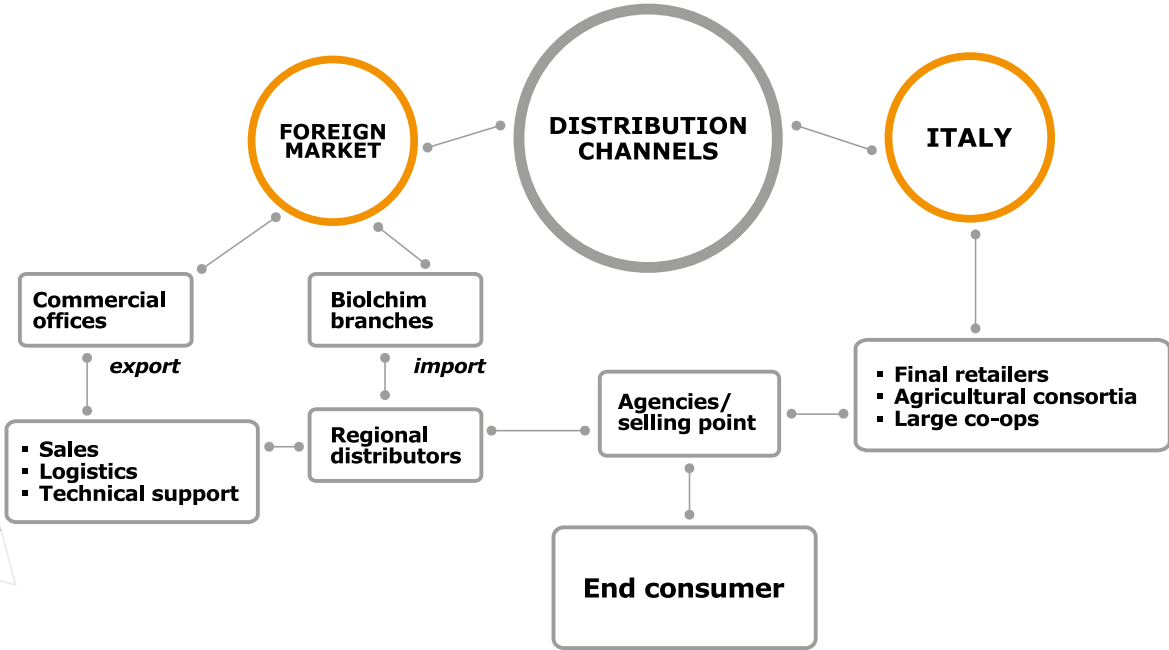 DISTRIBUTION
CHANNELS
FOREIGN
MARKET
ITALY
Commercial
offices
Biolchim
branches
export
import
▪ Sales
▪ Logistics
▪ Technical support
Regional
distributors
Agencies/
selling point
▪ Final retailers
▪ Agricultural consortia
▪ Large co-ops
End consumer